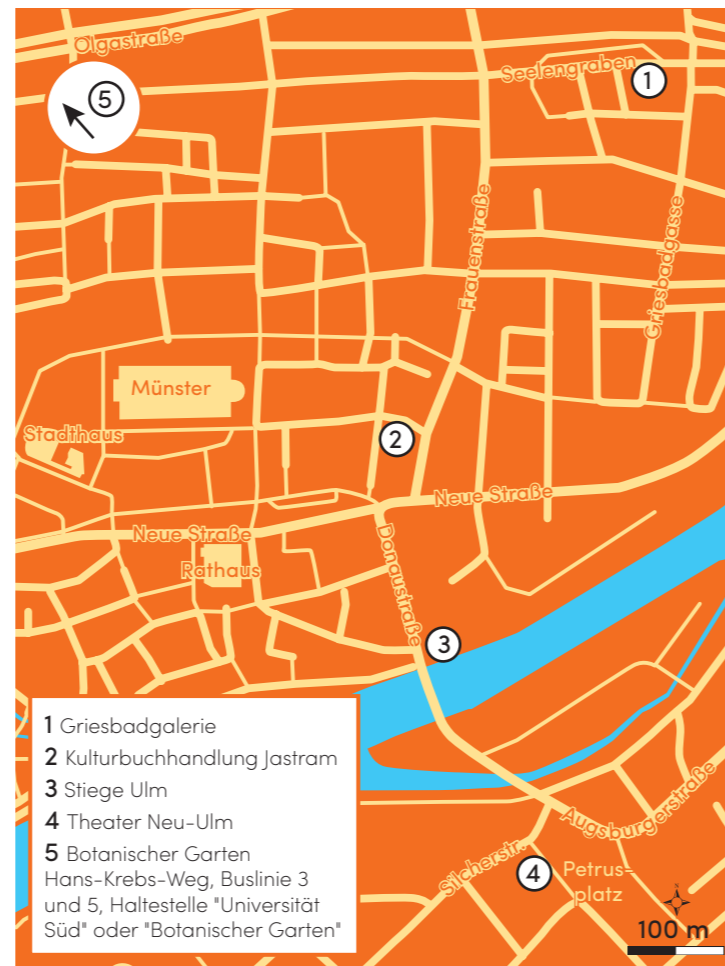 Olgastraße
5
Seelengraben
1
Frauenstraße
Griesbadgasse
Münster
Stadthaus
2
Neue Straße
Neue Straße
Rathaus
Donaustraße
3
1 Griesbadgalerie
2 Kulturbuchhandlung Jastram
3 Stiege Ulm
4 Theater Neu-Ulm
5 Botanischer Garten
Hans-Krebs-Weg, Buslinie 3
und 5, Haltestelle "Universität
Süd" oder "Botanischer Garten"
Augsburgerstraße
Silcherstr.
4
Petrus-
platz
N
100 m